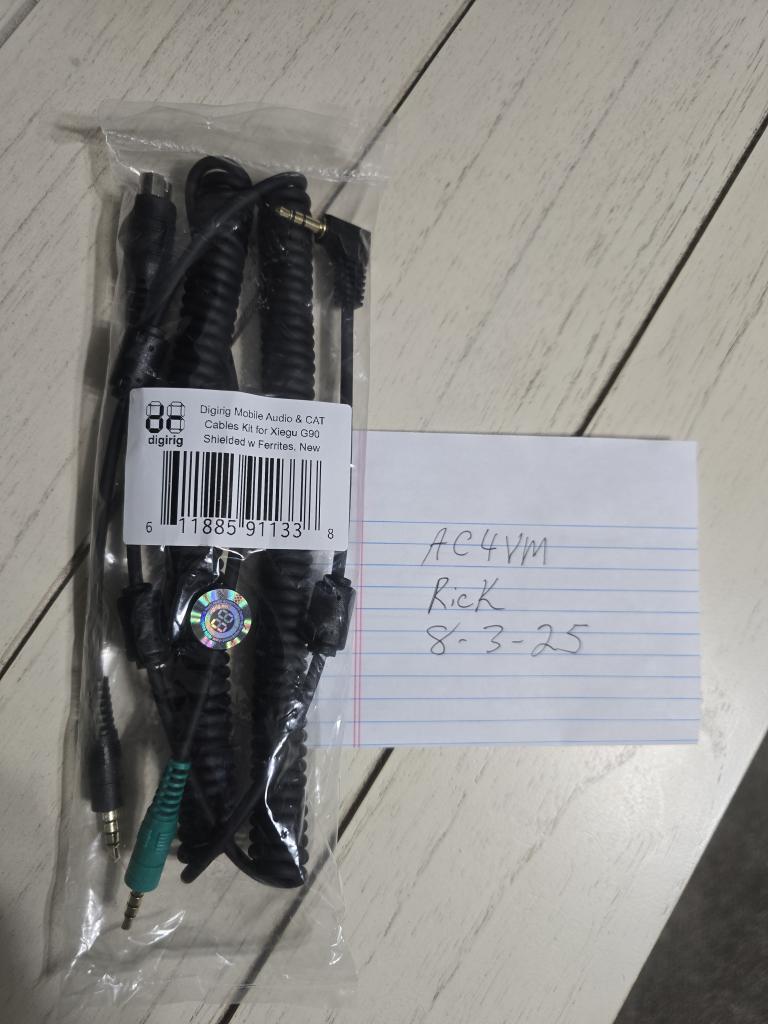 digirig
Digirig Mobile Audio & CAT
Cables Kit for Xiegu G90
Shielded w Ferrites, New
6 11885 91133 8
AC4VM
Rick
8-3-25